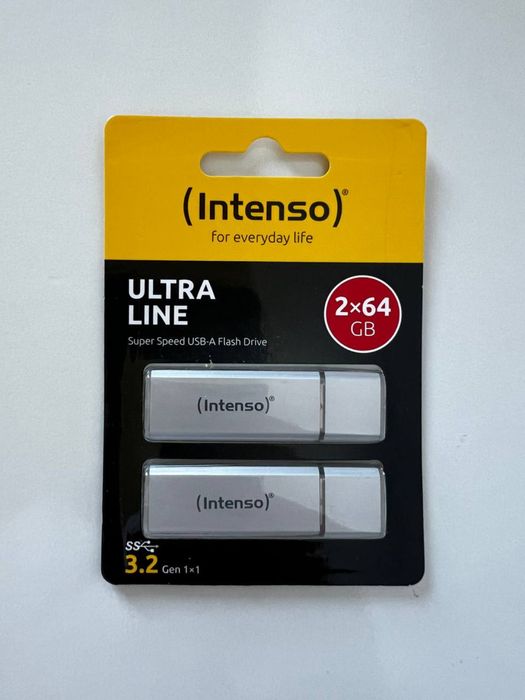 (Intenso)®
for everyday life
ULTRA
LINE
Super Speed USB-A Flash Drive
2×64
GB
(Intenso)®
(Intenso)®
SS
3.2 Gen 1×1